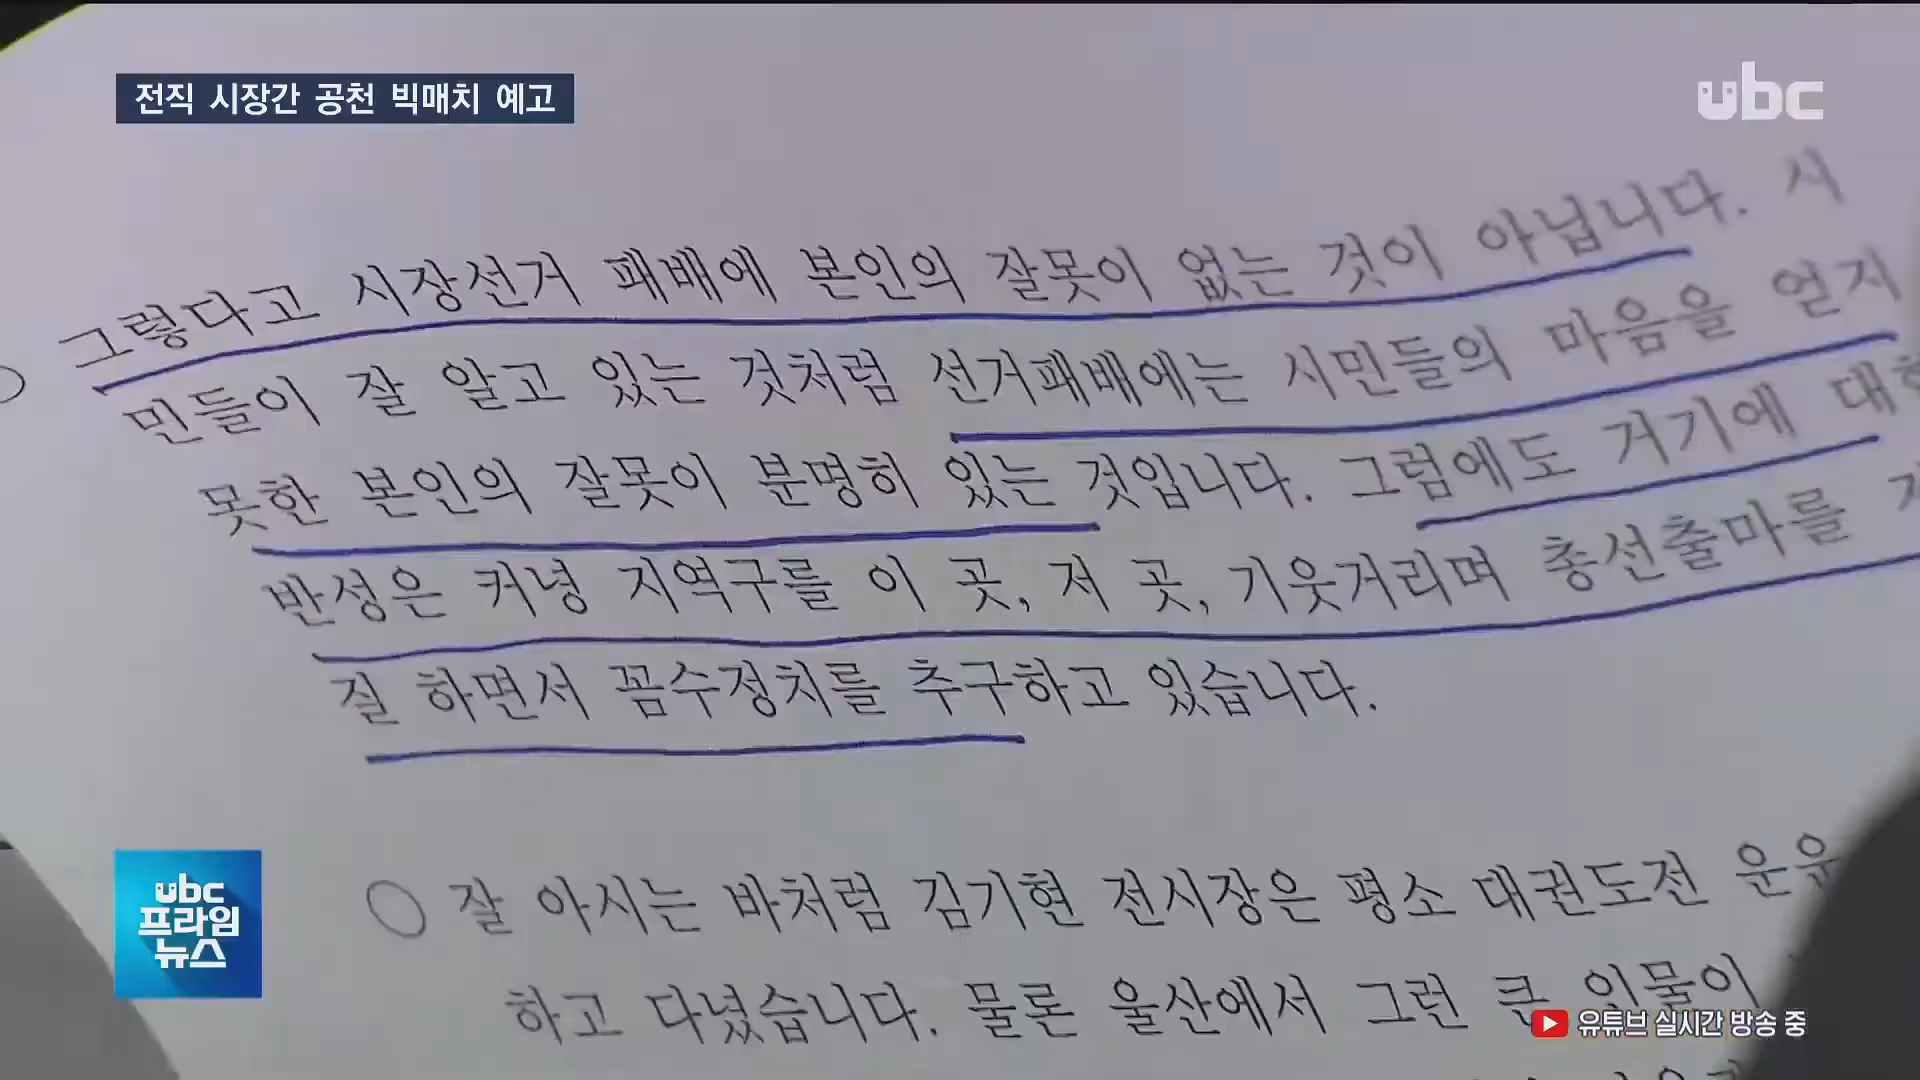 전직 시장간 공천 빅매치 예고
ubc
그렇다고 시장선거 패배에 본인의 잘못이 없는 것이 아닙니다. 시
민들이 잘 알고 있는 것처럼 선거패배에는 시민들의 마음을 얻지
못한 본인의 잘못이 분명히 있는 것입니다. 그럼에도 거기에 대한
반성은 커녕 지역구를 이 곳, 저 곳, 기웃거리며 총선출마를
질 하면서 꼼수정치를 추구하고 있습니다.
잘 아시는 바처럼 김기현 전시장은 평소 대권도전 운운
하고 다녔습니다. 물론 울산에서 그런 큰 인물이
ubc
프라임
뉴스
유튜브 실시간 방송 중